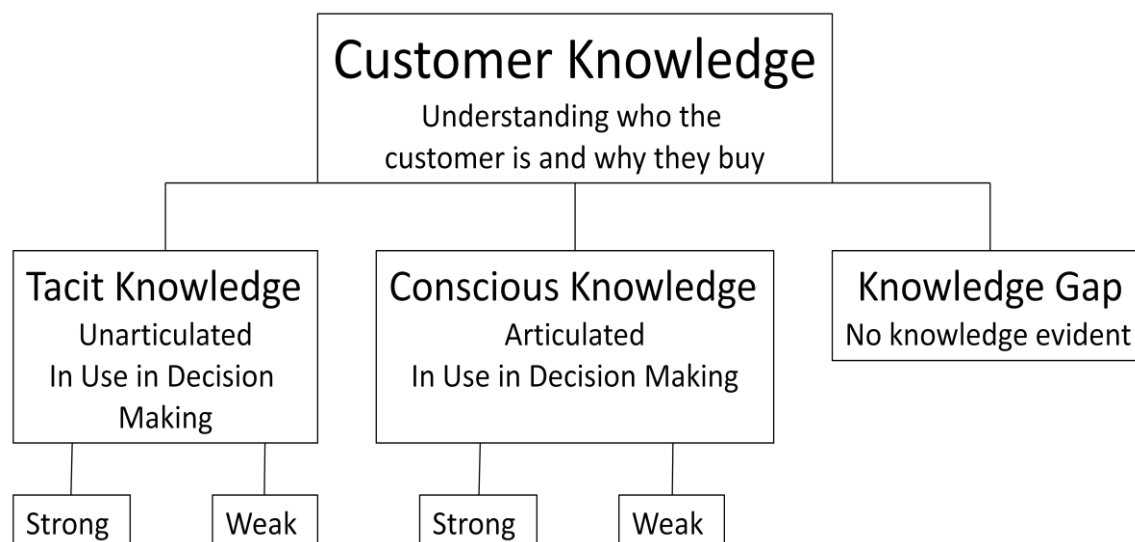 Customer Knowledge
Understanding who the
customer is and why they buy
Tacit Knowledge
Unarticulated
In Use in Decision
Making
Conscious Knowledge
Articulated
In Use in Decision Making
Knowledge Gap
No knowledge evident
Strong
Weak
Strong
Weak